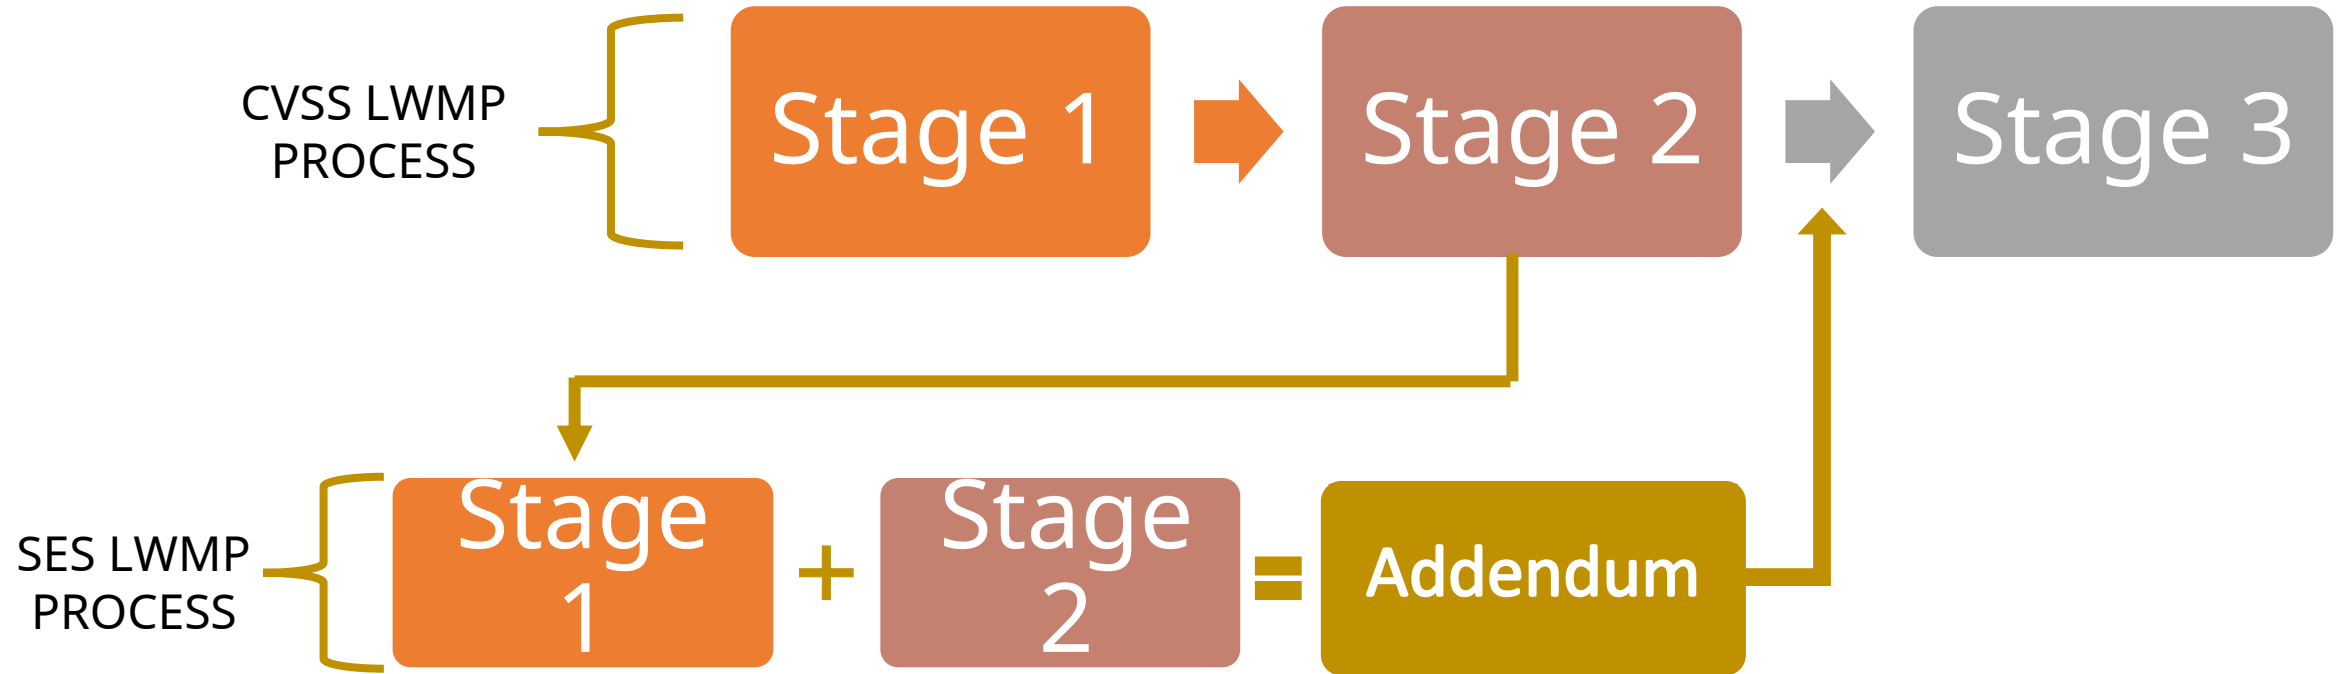 CVSS LWMP
PROCESS
Stage 1
Stage 2
Stage 3
SES LWMP
PROCESS
Stage
1
+
Stage
2
=
Addendum